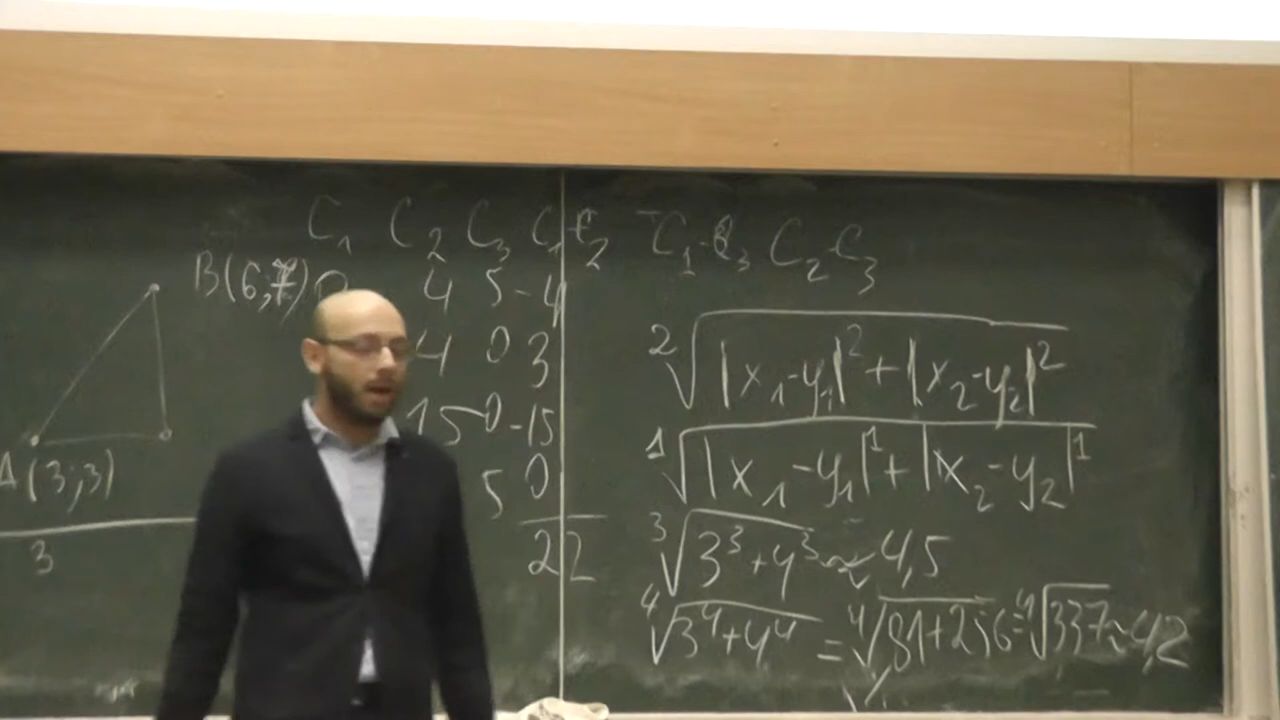 C₁ C₂ C₃ C₁-C₂ C₁-C₃ C₂-C₃
B(6,7) 0 4 5 -4
4 0 3
15 0 -15
5 0
22
A(3;3)
3
²√|x₁-y₁|²+|x₂-y₂|²
¹√|x₁-y₁|¹+|x₂-y₂|¹
³√3³+4³≈4,5
⁴√3⁴+4⁴=⁴√81+256=⁴√337≈4,2